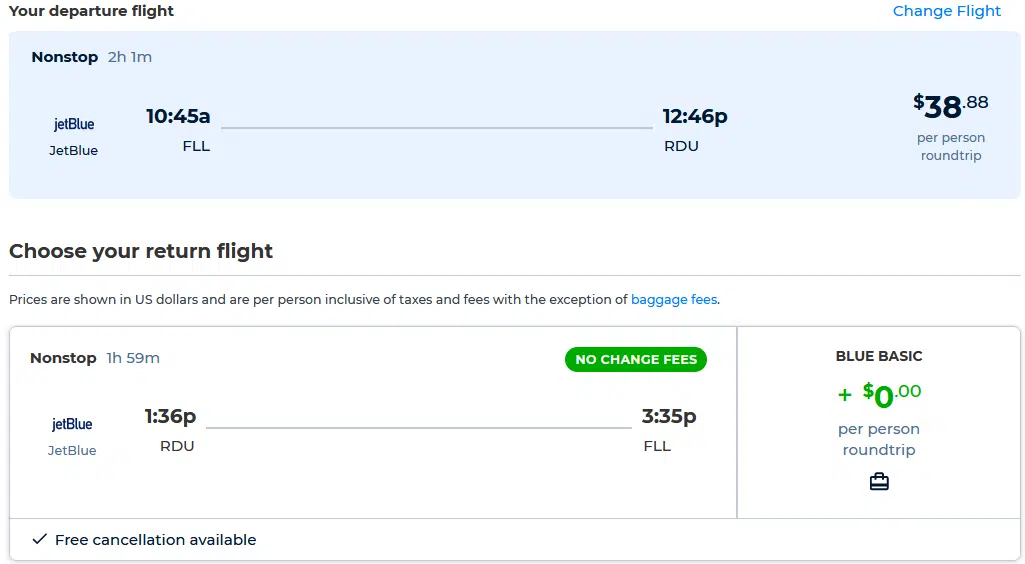 Your departure flight Change Flight
Nonstop 2h 1m
jetBlue
JetBlue
10:45a
FLL
12:46p
RDU
$38.88
per person
roundtrip
Choose your return flight
Prices are shown in US dollars and are per person inclusive of taxes and fees with the exception of baggage fees.
Nonstop 1h 59m
NO CHANGE FEES
jetBlue
JetBlue
1:36p
RDU
3:35p
FLL
BLUE BASIC
+ $0.00
per person
roundtrip
Free cancellation available